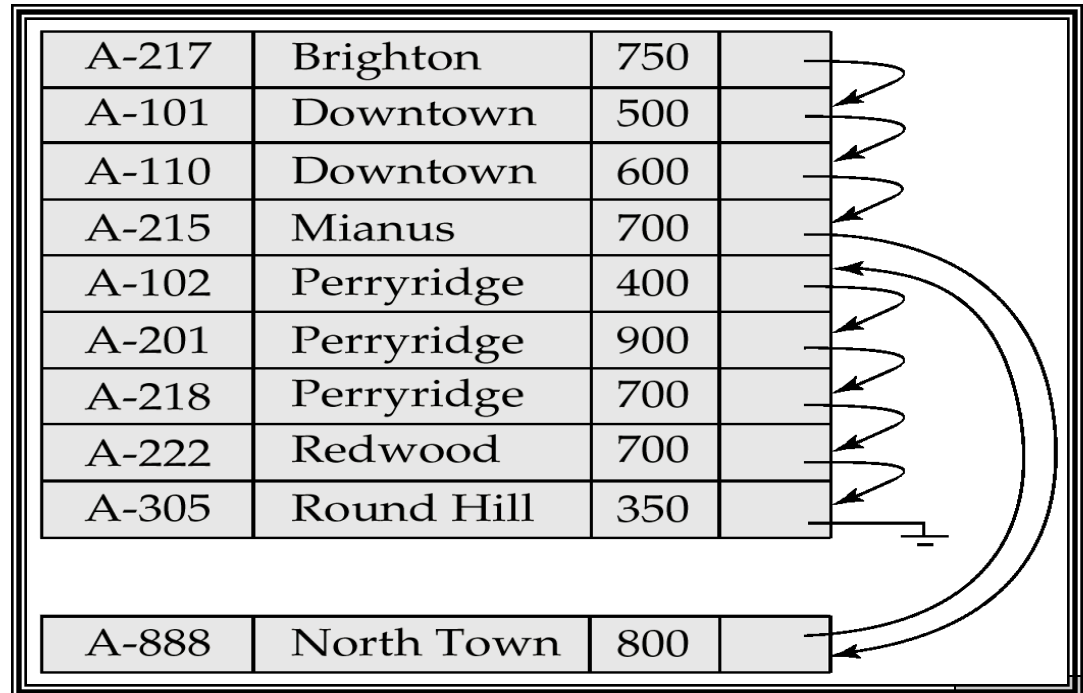 A-217 Brighton 750
A-101 Downtown 500
A-110 Downtown 600
A-215 Mianus 700
A-102 Perryridge 400
A-201 Perryridge 900
A-218 Perryridge 700
A-222 Redwood 700
A-305 Round Hill 350
A-888 North Town 800